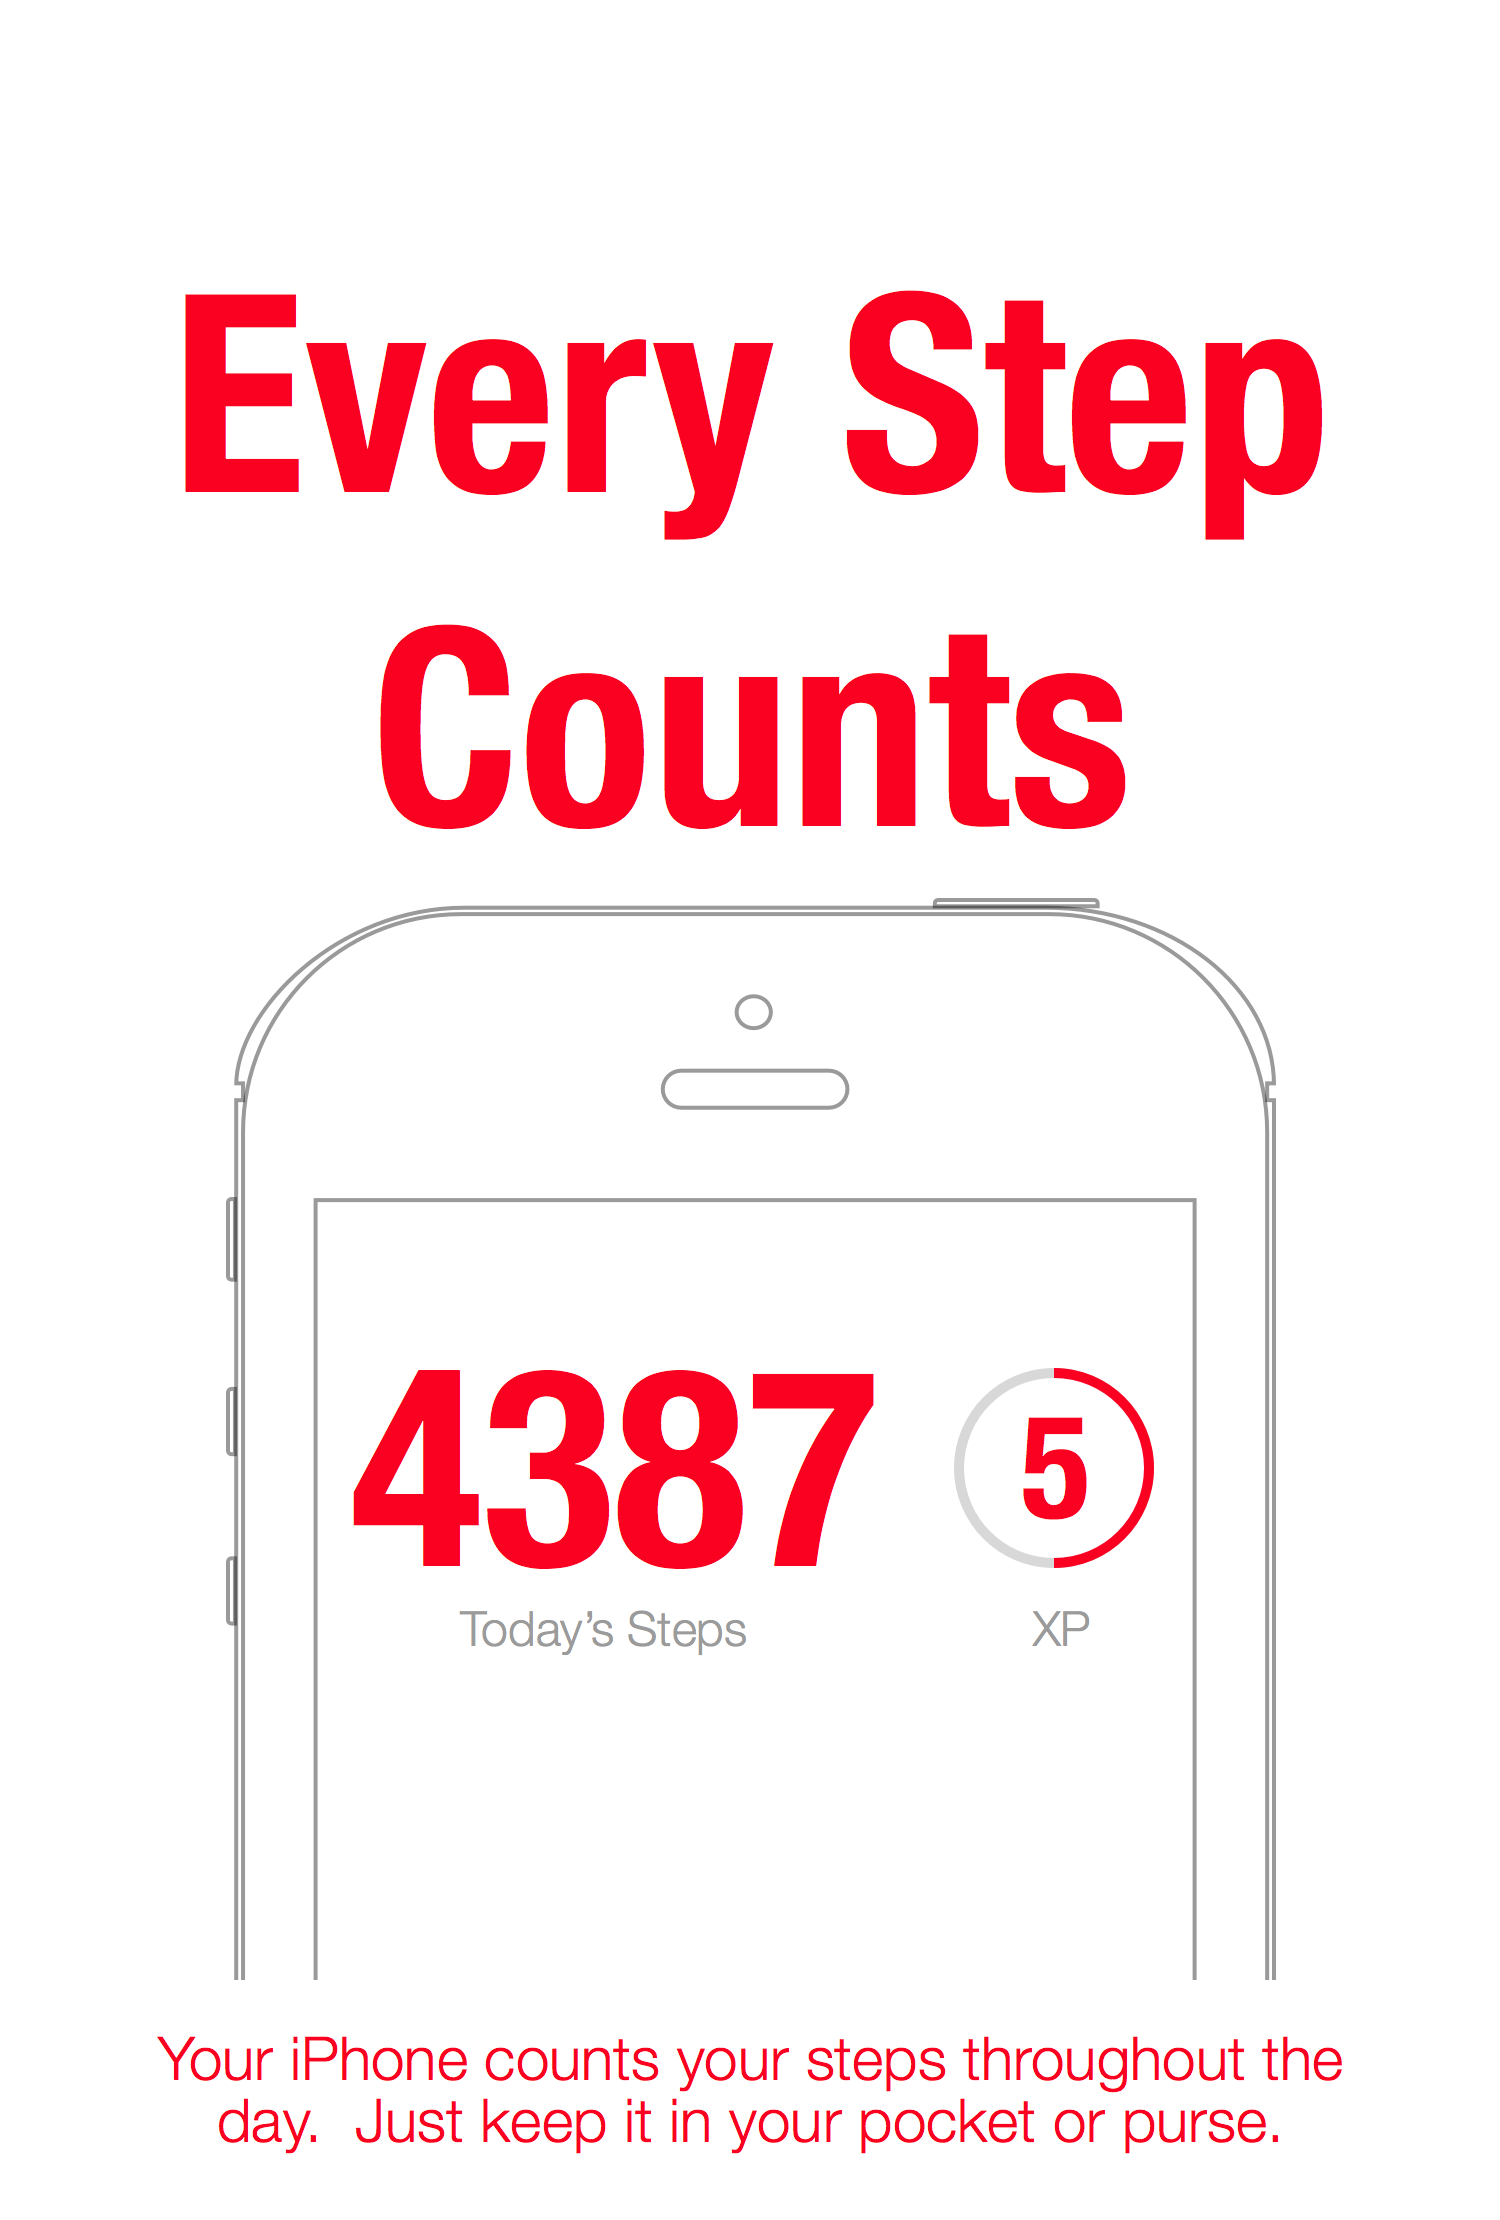 Every Step
Counts
4387 5
Today’s Steps XP
Your iPhone counts your steps throughout the
day.  Just keep it in your pocket or purse.